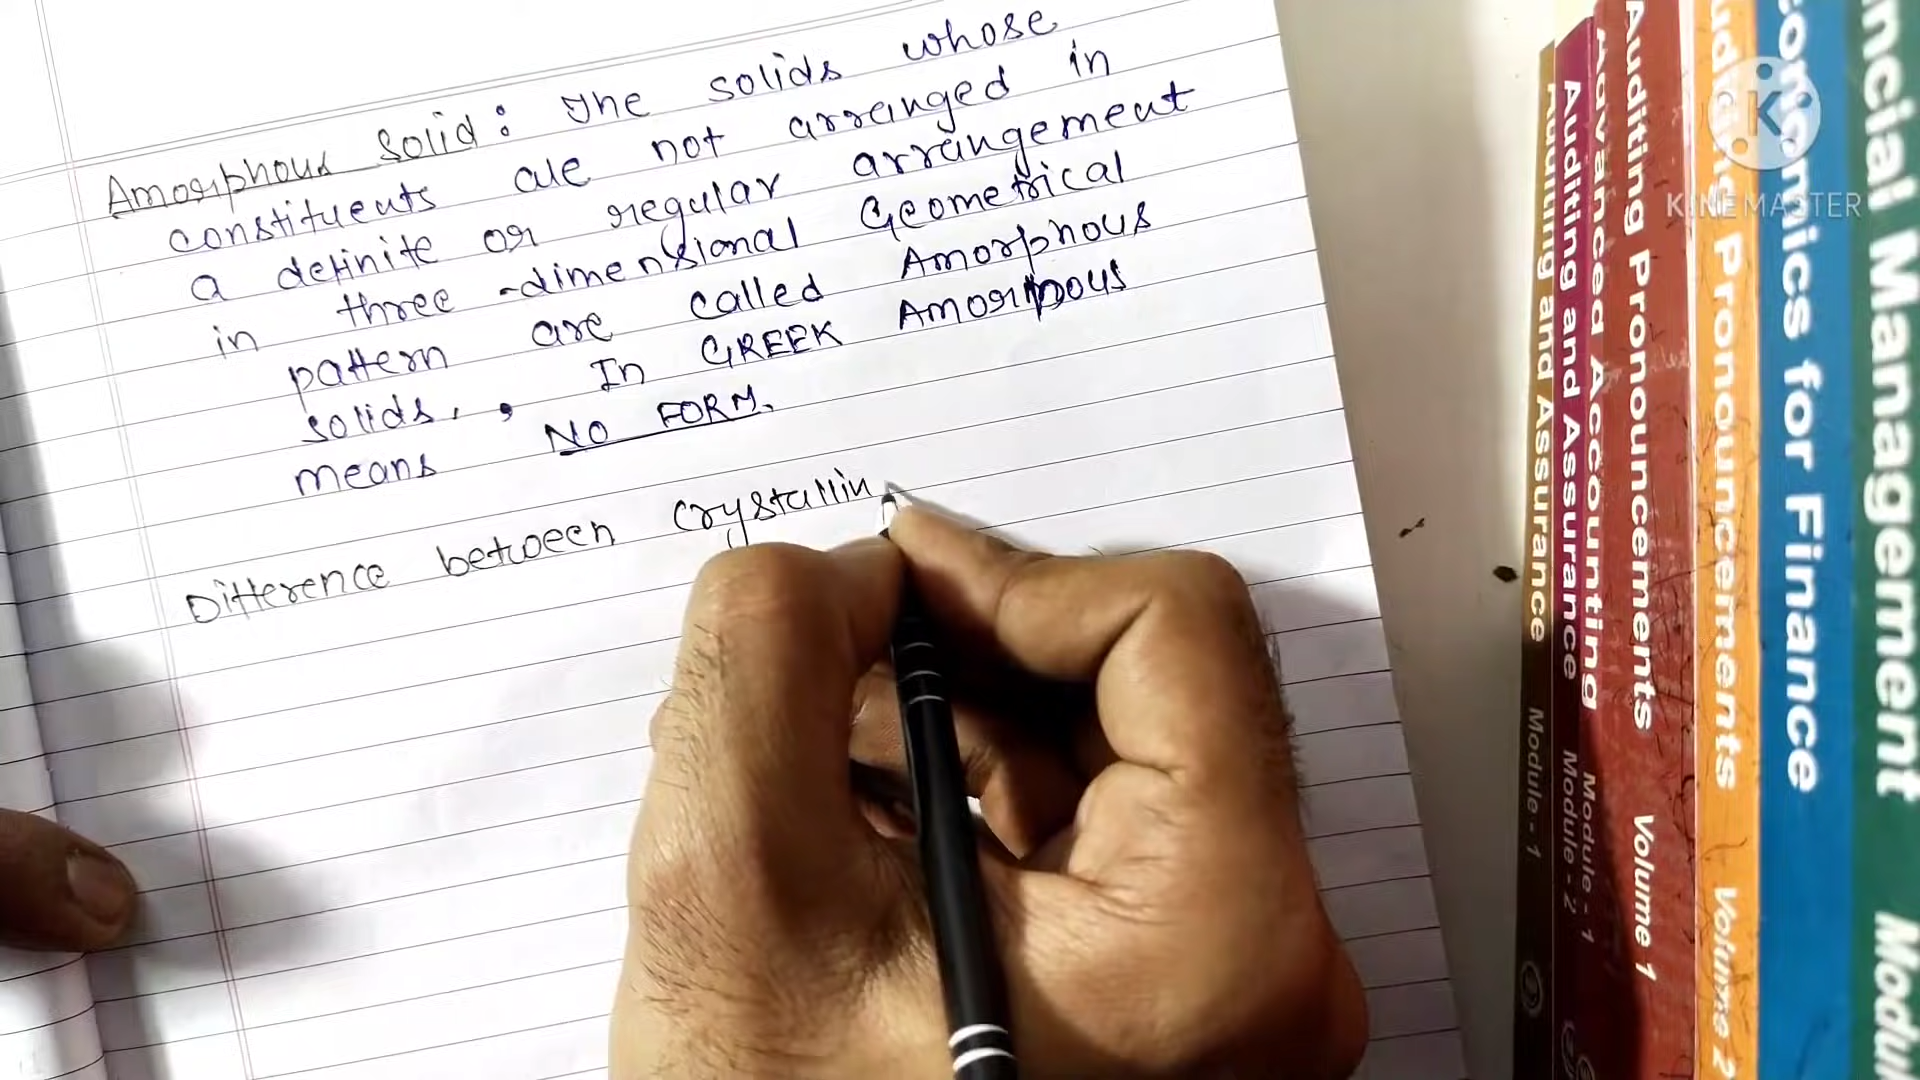 Amorphous Solid: The solids whose
constituents are not arranged in
a definite or regular arrangement
in three-dimensional Geometrical
pattern are called Amorphous
solids. , In GREEK Amorphous
means NO FORM.
Difference between Crystallin
Auditing and Assurance Module - 1
Auditing and Assurance Module - 2
Advanced Accounting Module - 1
Auditing Pronouncements Volume 1
Auditing Pronouncements Volume 2
conomics for Finance
ncial Management Modul
K
KINEMASTER